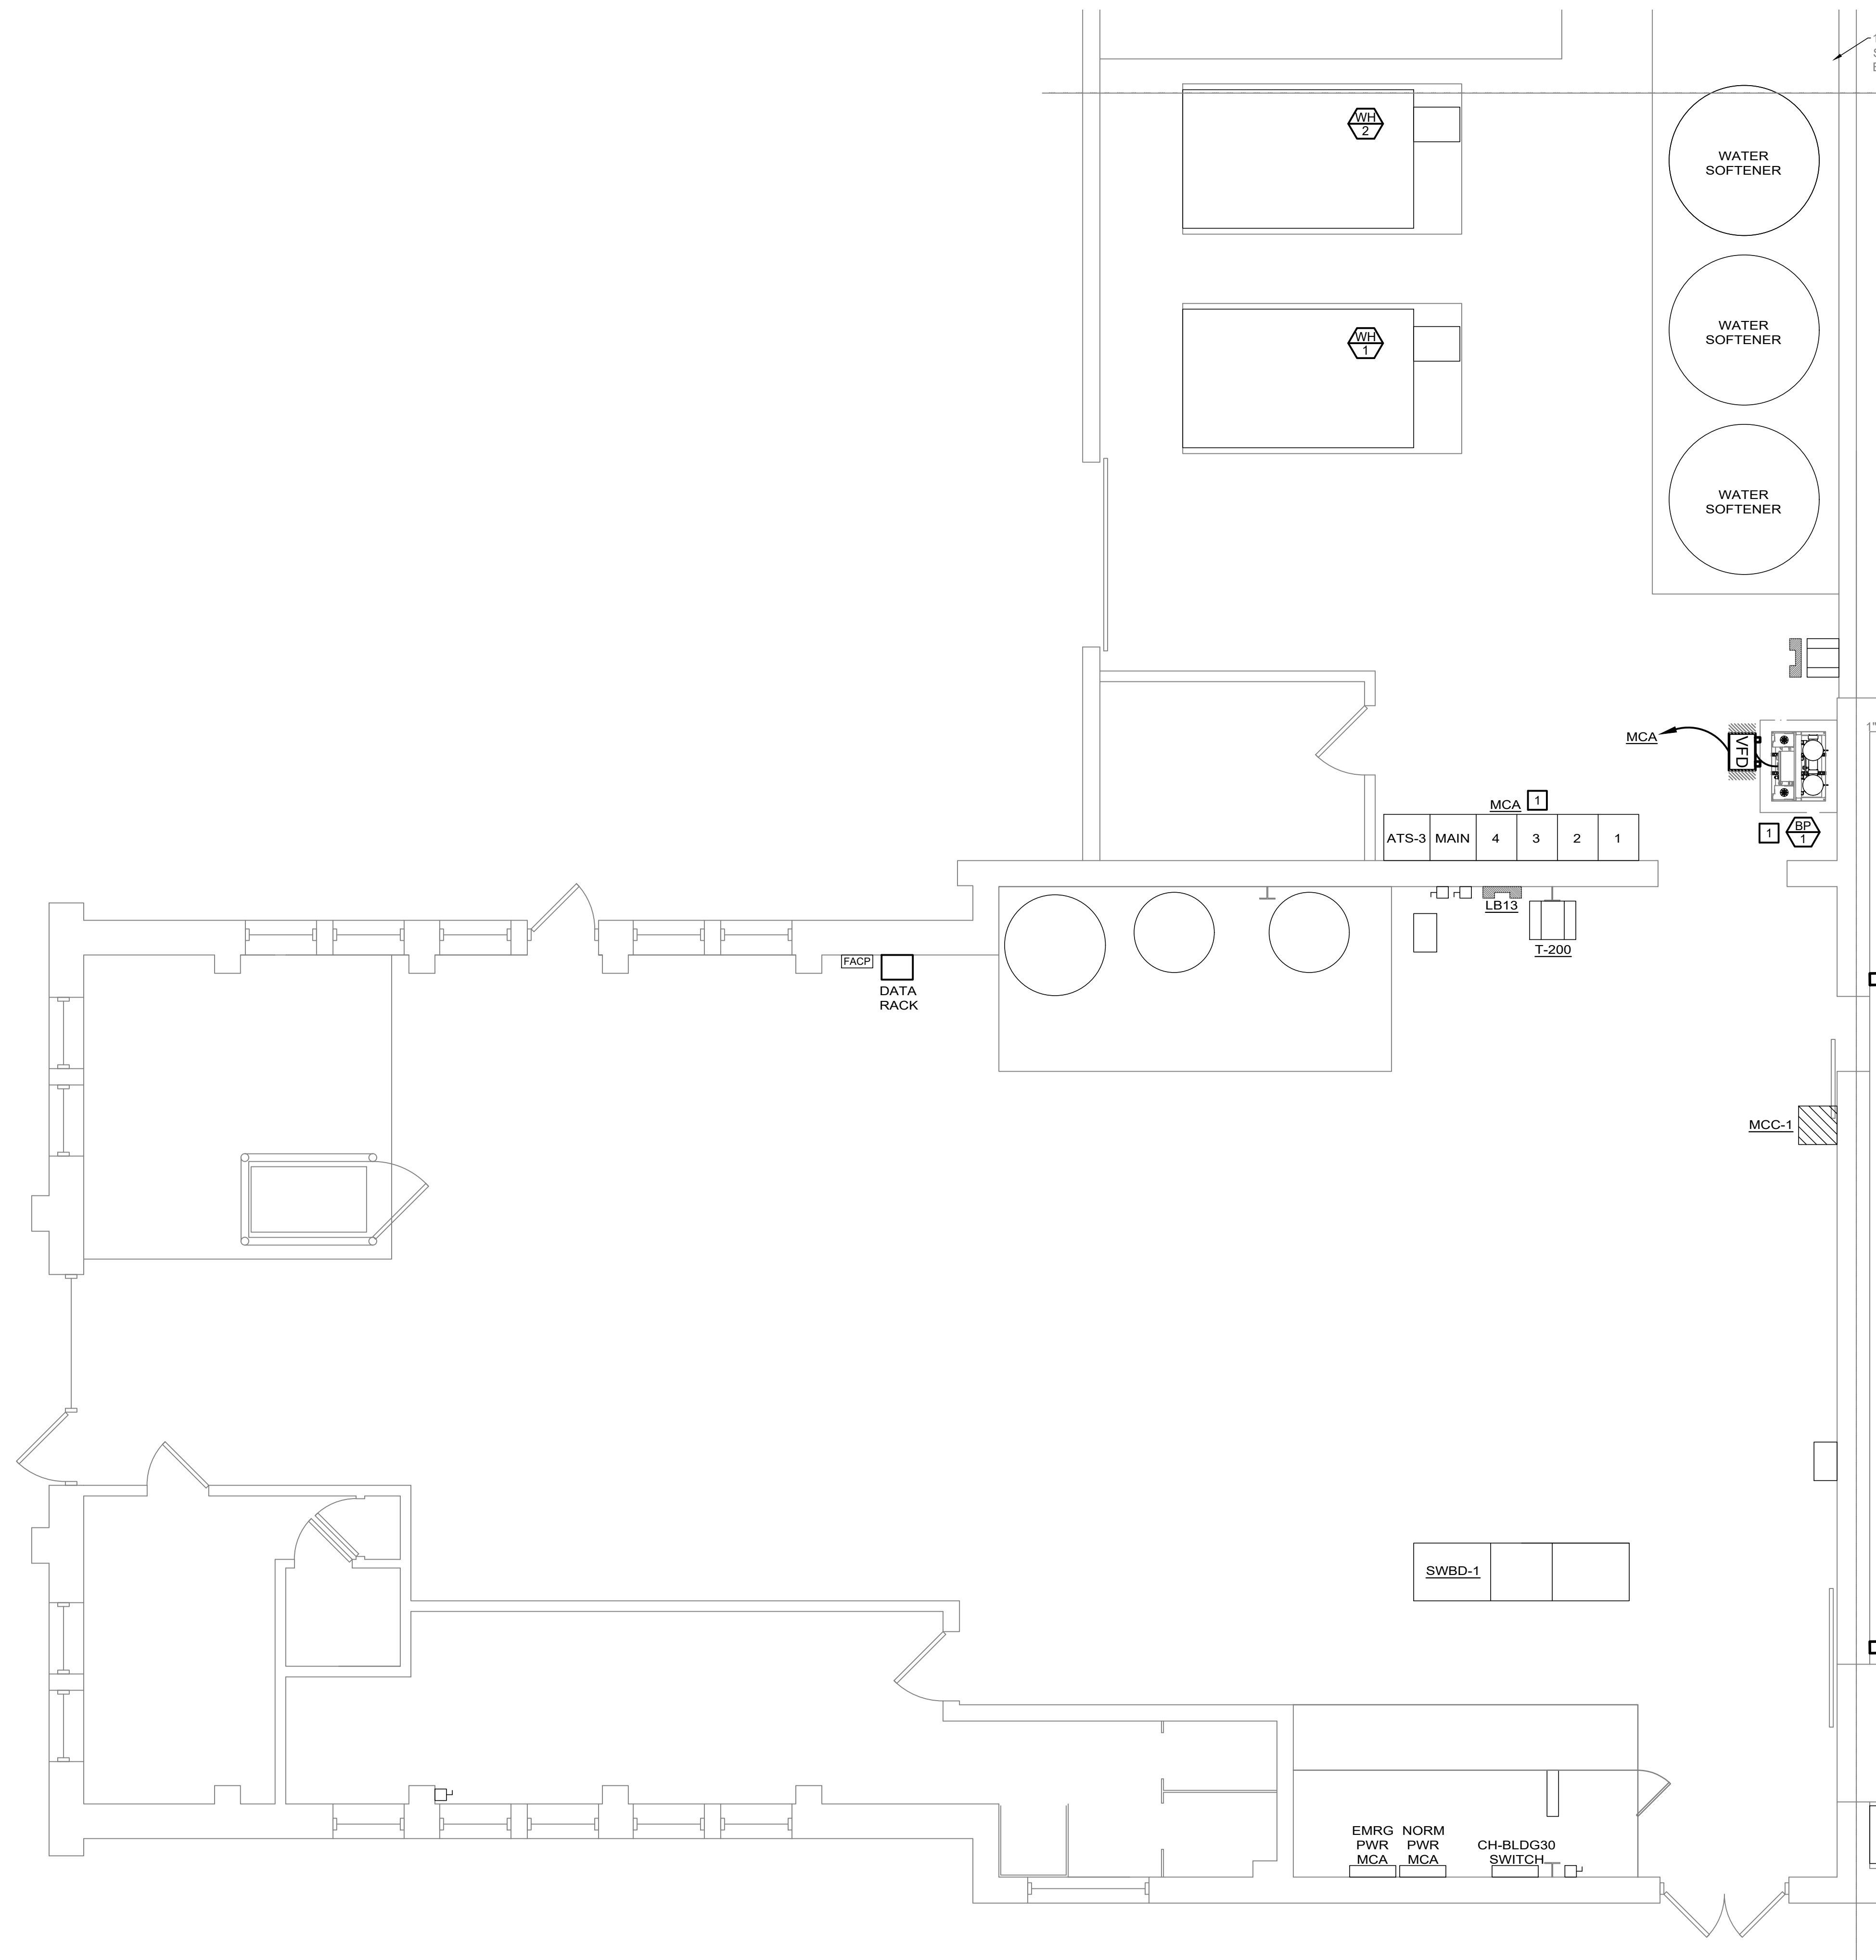 WH
2
WATER
SOFTENER
WATER
SOFTENER
WH
1
WATER
SOFTENER
MCA
VFD
MCA
1
1
BP
1
ATS-3
MAIN
4
3
2
1
LB13
T-200
FACP
DATA
RACK
MCC-1
SWBD-1
EMRG
PWR
MCA
NORM
PWR
MCA
CH-BLDG30
SWITCH